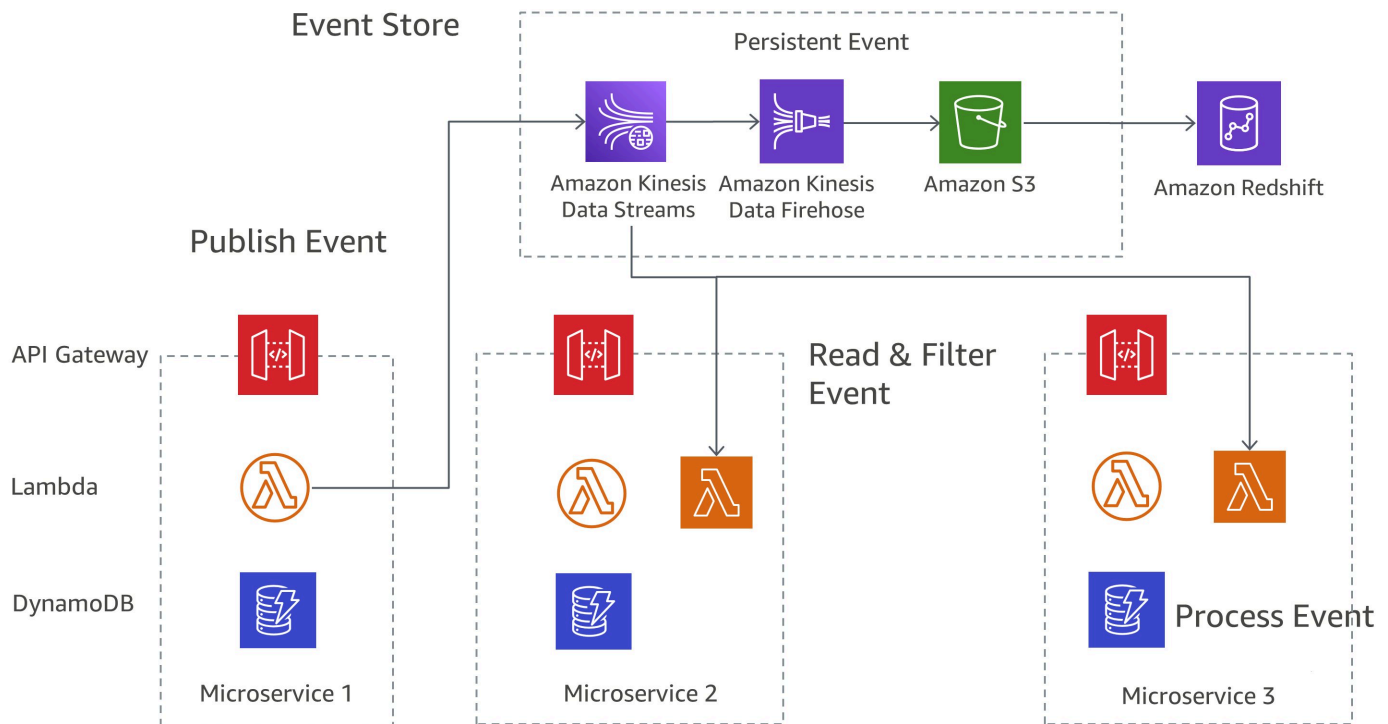 Event Store
Persistent Event
Amazon Kinesis
Data Streams
Amazon Kinesis
Data Firehose
Amazon S3
Amazon Redshift
Publish Event
API Gateway
</>
</>
Read & Filter
Event
</>
Lambda
DynamoDB
Process Event
Microservice 1
Microservice 2
Microservice 3